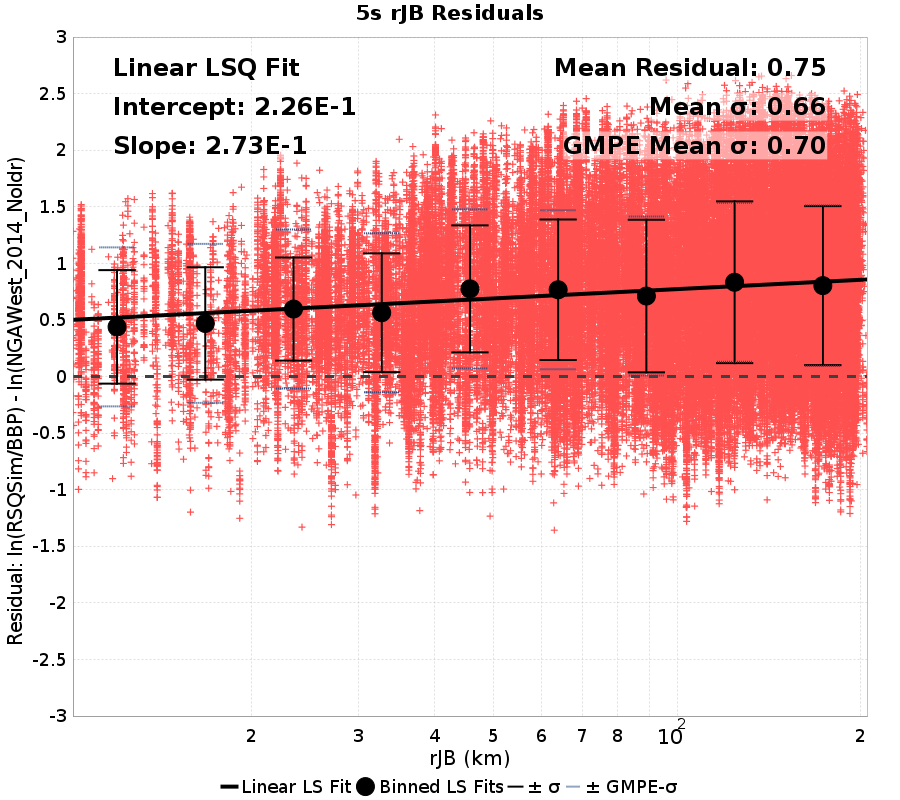 5s rJB Residuals
Linear LSQ Fit
Intercept: 2.26E-1
Slope: 2.73E-1
Mean Residual: 0.75
Mean σ: 0.66
GMPE Mean σ: 0.70
Residual: ln(RSQSim/BBP) - ln(NGAWest_2014_NoIdr)
3
2.5
2
1.5
1
0.5
0
-0.5
-1
-1.5
-2
-2.5
-3
2 3 4 5 6 7 8 10² 2
rJB (km)
Linear LS Fit Binned LS Fits ± σ ± GMPE-σ